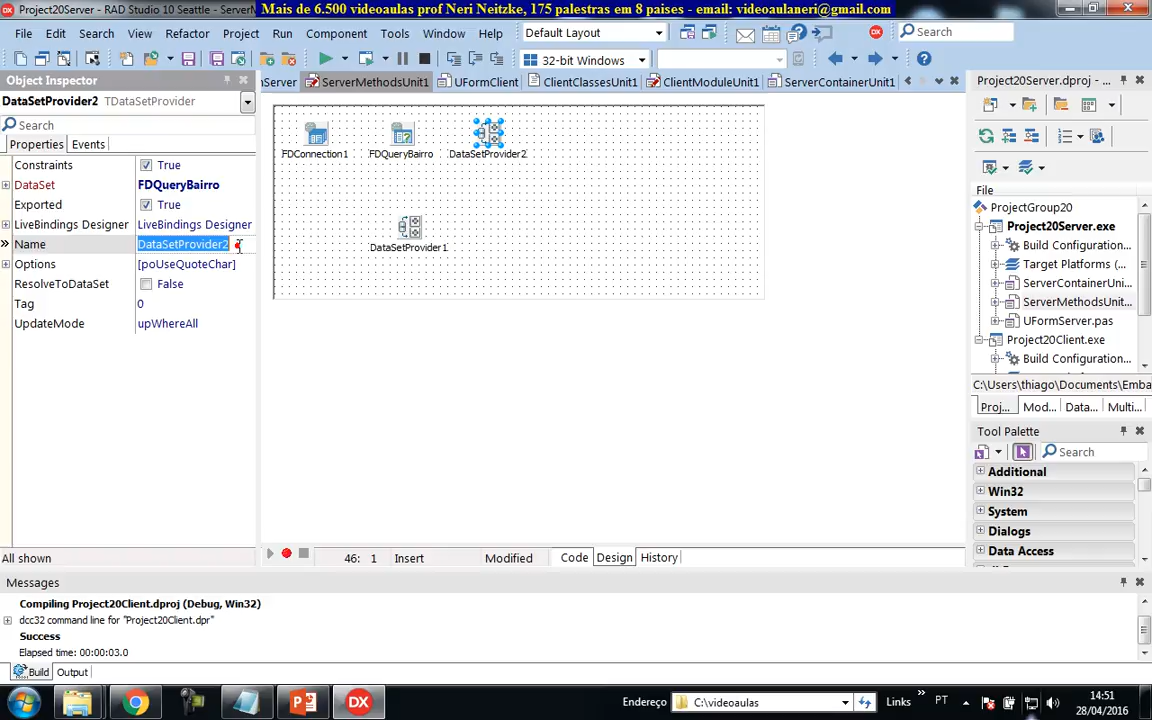 Project20Server - RAD Studio 10 Seattle - ServerM
Mais de 6.500 videoaulas prof Neri Neitzke, 175 palestras em 8 paises - email: videoaulaneri@gmail.com
File Edit Search View Refactor Project Run Component Tools Window Help
Default Layout
Search
32-bit Windows
Object Inspector
Server ServerMethodsUnit1 UFormClient ClientClassesUnit1 ClientModuleUnit1 ServerContainerUnit1
Project20Server.dproj - ...
DataSetProvider2 TDataSetProvider
Search
Properties Events
Constraints True
DataSet FDQueryBairro
Exported True
LiveBindings Designer LiveBindings Designer
Name DataSetProvider2
Options [poUseQuoteChar]
ResolveToDataSet False
Tag 0
UpdateMode upWhereAll
All shown
FDConnection1 FDQueryBairro DataSetProvider2
DataSetProvider1
46: 1 Insert Modified Code Design History
File
ProjectGroup20
Project20Server.exe
Build Configuration...
Target Platforms (...
ServerContainerUni...
ServerMethodsUnit...
UFormServer.pas
Project20Client.exe
Build Configuration...
C:\Users\thiago\Documents\Emba
Proj... Mod... Data... Multi...
Tool Palette
Search
Additional
Win32
System
Dialogs
Data Access
Messages
Compiling Project20Client.dproj (Debug, Win32)
dcc32 command line for "Project20Client.dpr"
Success
Elapsed time: 00:00:03.0
Build Output
Endereço C:\videoaulas Links » PT
14:51
28/04/2016